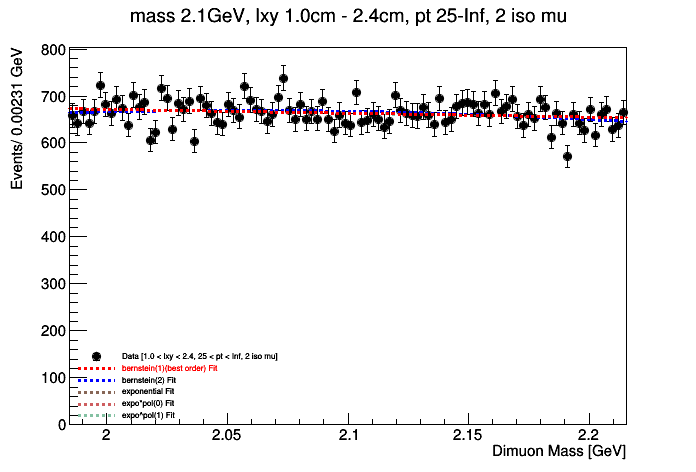 mass 2.1GeV, lxy 1.0cm - 2.4cm, pt 25-Inf, 2 iso mu
Events/ 0.00231 GeV
800
700
600
500
400
300
200
100
0
Data [1.0 < lxy < 2.4, 25 < pt < Inf, 2 iso mu]
bernstein(1)(best order) Fit
bernstein(2) Fit
exponential Fit
expo*pol(0) Fit
expo*pol(1) Fit
2 2.05 2.1 2.15 2.2
Dimuon Mass [GeV]